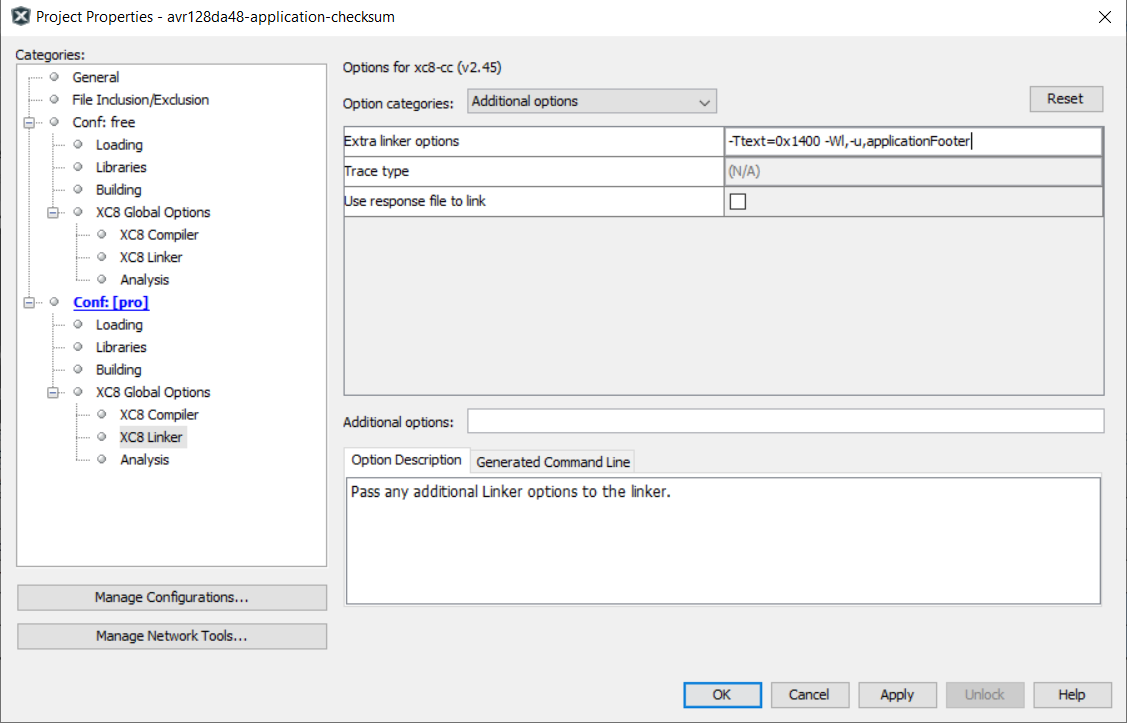 Project Properties - avr128da48-application-checksum
Categories:
General
File Inclusion/Exclusion
Conf: free
Loading
Libraries
Building
XC8 Global Options
XC8 Compiler
XC8 Linker
Analysis
Conf: [pro]
Loading
Libraries
Building
XC8 Global Options
XC8 Compiler
XC8 Linker
Analysis
Manage Configurations...
Manage Network Tools...
Options for xc8-cc (v2.45)
Option categories: Additional options Reset
Extra linker options -Ttext=0x1400 -Wl,-u,applicationFooter
Trace type (N/A)
Use response file to link
Additional options:
Option Description Generated Command Line
Pass any additional Linker options to the linker.
OK Cancel Apply Unlock Help